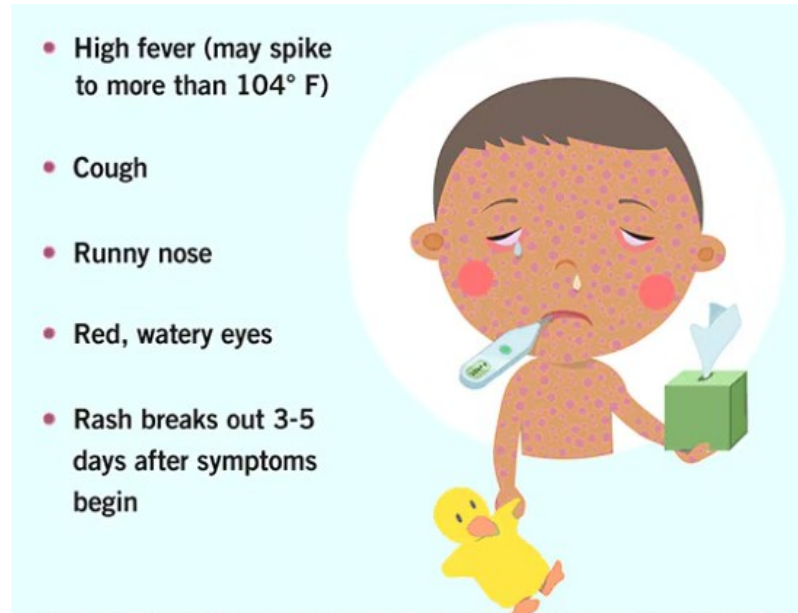 High fever (may spike
to more than 104° F)
Cough
Runny nose
Red, watery eyes
Rash breaks out 3-5
days after symptoms
begin